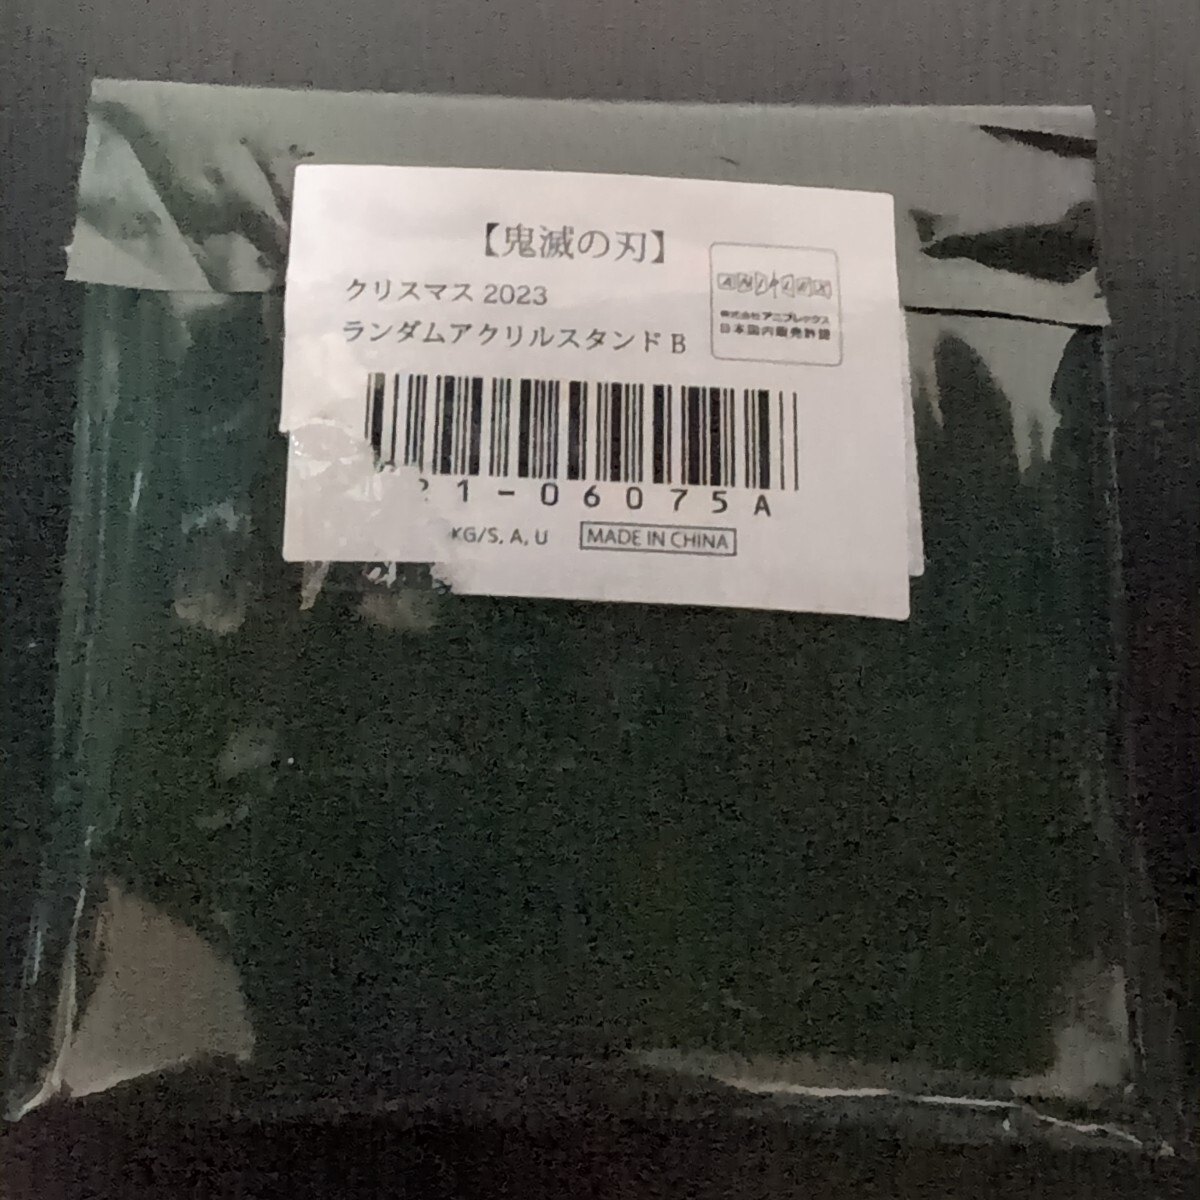 【鬼滅の刃】
クリスマス 2023
ランダムアクリルスタンド B
ANIPLEX
株式会社 アニプレックス
日本国内販売許諾
1-06075A
KG/S, A, U
MADE IN CHINA